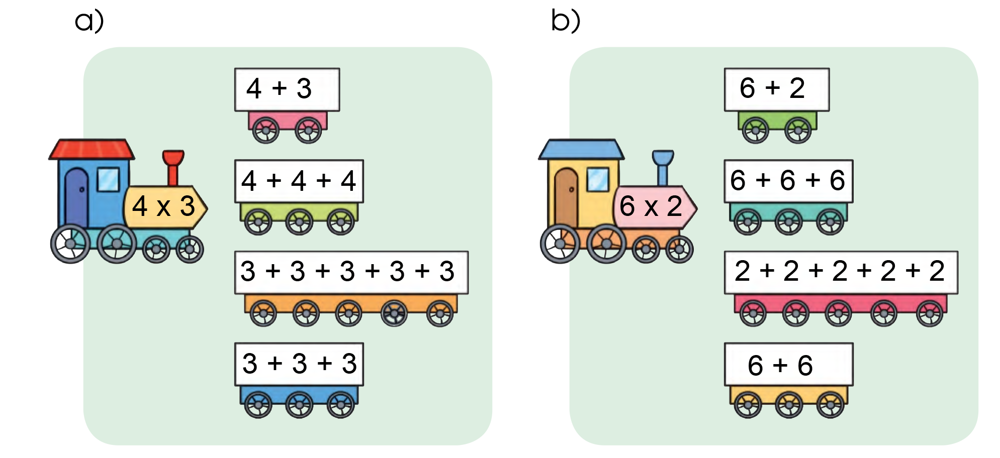 a)
4 + 3
4 + 4 + 4
4 x 3
3 + 3 + 3 + 3 + 3
3 + 3 + 3
b)
6 + 2
6 + 6 + 6
6 x 2
2 + 2 + 2 + 2 + 2
6 + 6